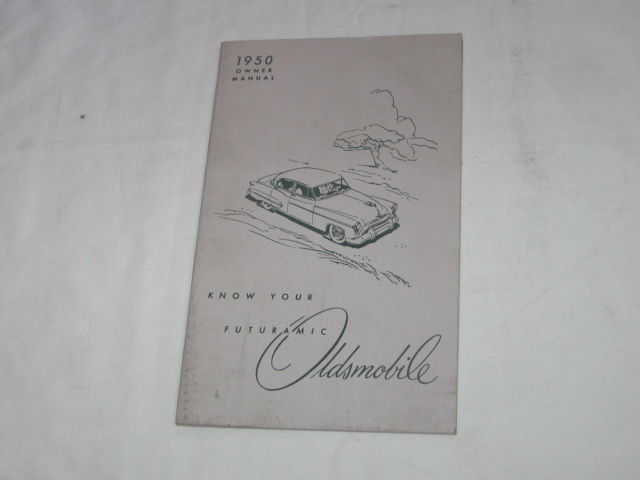 1950
OWNER
MANUAL
KNOW YOUR
FUTURAMIC
Oldsmobile